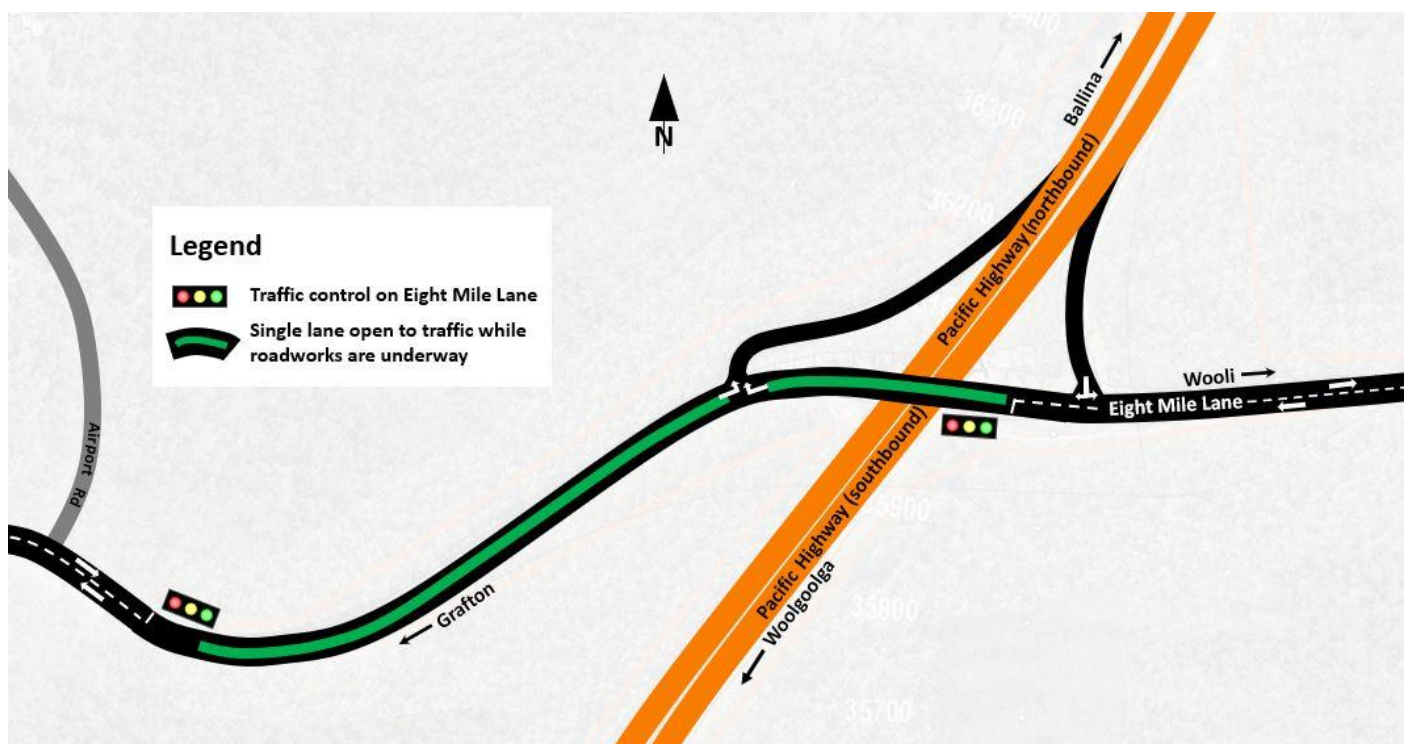 36400
Ballina
36300
N
Pacific Highway (northbound)
36200
Legend
Traffic control on Eight Mile Lane
Single lane open to traffic while
roadworks are underway
Wooli
Eight Mile Lane
Airport Rd
Pacific Highway (southbound)
35900
Grafton
Woolgoolga
35800
35700